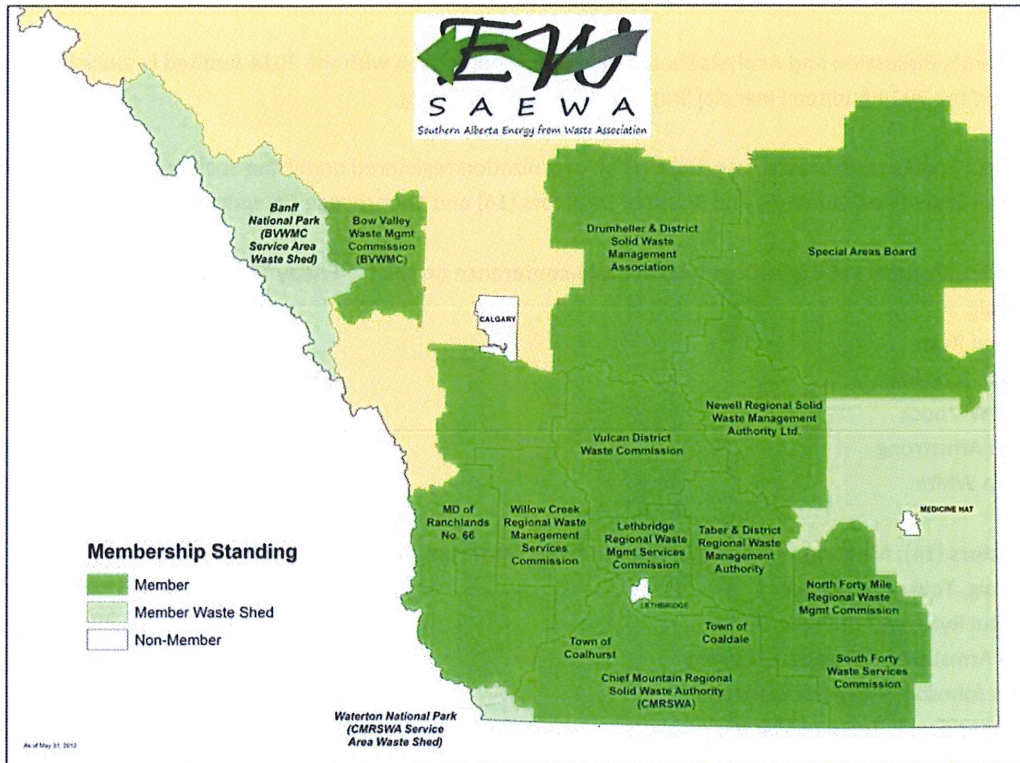 EW
SAEWA
Southern Alberta Energy from Waste Association
Banff
National Park
(BVWMC
Service Area
Waste Shed)
Bow Valley
Waste Mgmt
Commission
(BVWMC)
Drumheller & District
Solid Waste
Management
Association
Special Areas Board
CALGARY
Newell Regional Solid
Waste Management
Authority Ltd.
Vulcan District
Waste Commission
MD of
Ranchlands
No. 66
Willow Creek
Regional Waste
Management
Services
Commission
Lethbridge
Regional Waste
Mgmt Services
Commission
Taber & District
Regional Waste
Management
Authority
MEDICINE HAT
North Forty Mile
Regional Waste
Mgmt Commission
LETHBRIDGE
Town of
Coalhurst
Town of
Coaldale
South Forty
Waste Services
Commission
Chief Mountain Regional
Solid Waste Authority
(CMRSWA)
Waterton National Park
(CMRSWA Service
Area Waste Shed)
Membership Standing
Member
Member Waste Shed
Non-Member
As of May 31, 2012